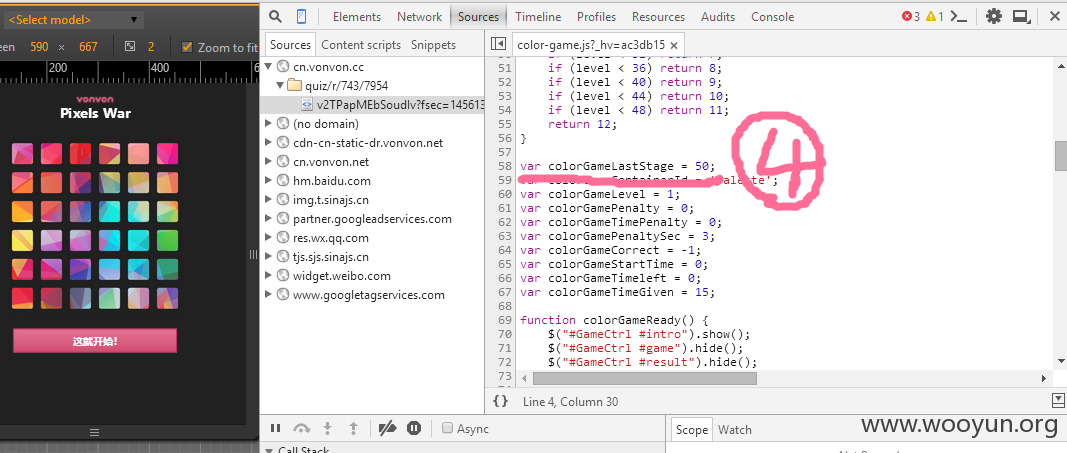 <Select model>
een 590 × 667 2 Zoom to fit
200 400
vonvon
Pixels War
这就开始!
Elements Network Sources Timeline Profiles Resources Audits Console 3 1
Sources Content scripts Snippets
cn.vonvon.cc
quiz/r/743/7954
v2TPapMEbSoudlv?fsec=145613
(no domain)
cdn-cn-static-dr.vonvon.net
cn.vonvon.net
hm.baidu.com
img.t.sinajs.cn
partner.googleadservices.com
res.wx.qq.com
tjs.sjs.sinajs.cn
widget.weibo.com
www.googletagservices.com
color-game.js?_hv=ac3db15 ×
51 if (level < 36) return 8;
52 if (level < 40) return 9;
53 if (level < 44) return 10;
54 if (level < 48) return 11;
55 return 12;
56 }
57
58 var colorGameLastStage = 50;
59
60 var colorGameLevel = 1;
61 var colorGamePenalty = 0;
62 var colorGameTimePenalty = 0;
63 var colorGamePenaltySec = 3;
64 var colorGameCorrect = -1;
65 var colorGameStartTime = 0;
66 var colorGameTimeleft = 0;
67 var colorGameTimeGiven = 15;
68
69 function colorGameReady() {
70 $("#GameCtrl #intro").show();
71 $("#GameCtrl #game").hide();
72 $("#GameCtrl #result").hide();
73
4
{} Line 4, Column 30
Async
Call Stack
Scope Watch
www.wooyun.org